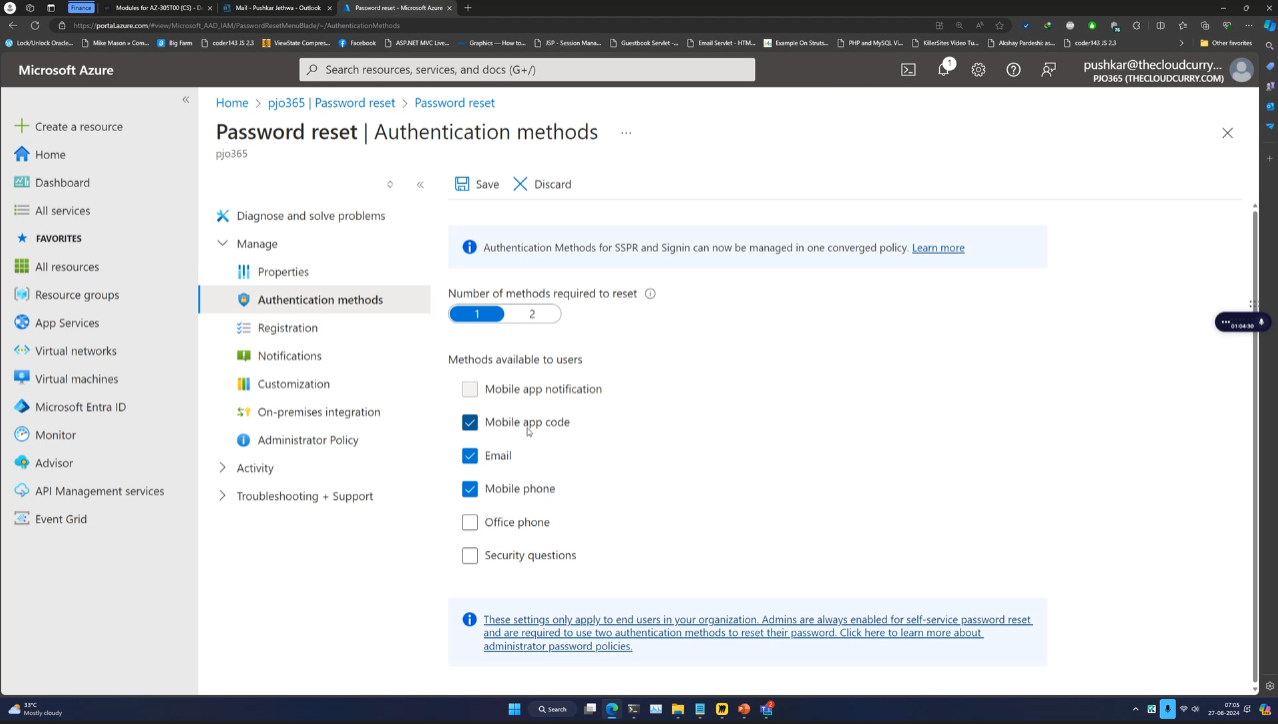 Finance
Modules for AZ-305T00 (CS) - D
Mail - Pushkar Jethwa - Outlook
Password reset - Microsoft Azure
https://portal.azure.com/#view/Microsoft_AAD_IAM/PasswordResetMenuBlade/~/AuthenticationMethods
Lock/Unlock Oracle...
Mike Mason » Com...
Big Farm
coder143 JS 2.3
ViewState Compres...
Facebook
ASP.NET MVC Live...
Graphics — How to...
JSP - Session Mana...
Guestbook Servlet -...
Email Servlet - HTM...
Example On Struts...
PHP and MySQL Vi...
KillerSites Video Tu...
Akshay Pardeshi as...
coder143 JS 2.3
Other favorites
Microsoft Azure
Search resources, services, and docs (G+/)
1
pushkar@thecloudcurry....
PJO365 (THECLOUDCURRY.COM)
Create a resource
Home
Dashboard
All services
FAVORITES
All resources
Resource groups
App Services
Virtual networks
Virtual machines
Microsoft Entra ID
Monitor
Advisor
API Management services
Event Grid
Home > pjo365 | Password reset > Password reset
Password reset | Authentication methods ...
pjo365
Diagnose and solve problems
Manage
Properties
Authentication methods
Registration
Notifications
Customization
On-premises integration
Administrator Policy
Activity
Troubleshooting + Support
Save
Discard
Authentication Methods for SSPR and Signin can now be managed in one converged policy. Learn more
Number of methods required to reset
1 2
Methods available to users
Mobile app notification
Mobile app code
Email
Mobile phone
Office phone
Security questions
These settings only apply to end users in your organization. Admins are always enabled for self-service password reset
and are required to use two authentication methods to reset their password. Click here to learn more about
administrator password policies.
01:04:30
33°C
Mostly cloudy
Search
2
07:05
27-06-2024